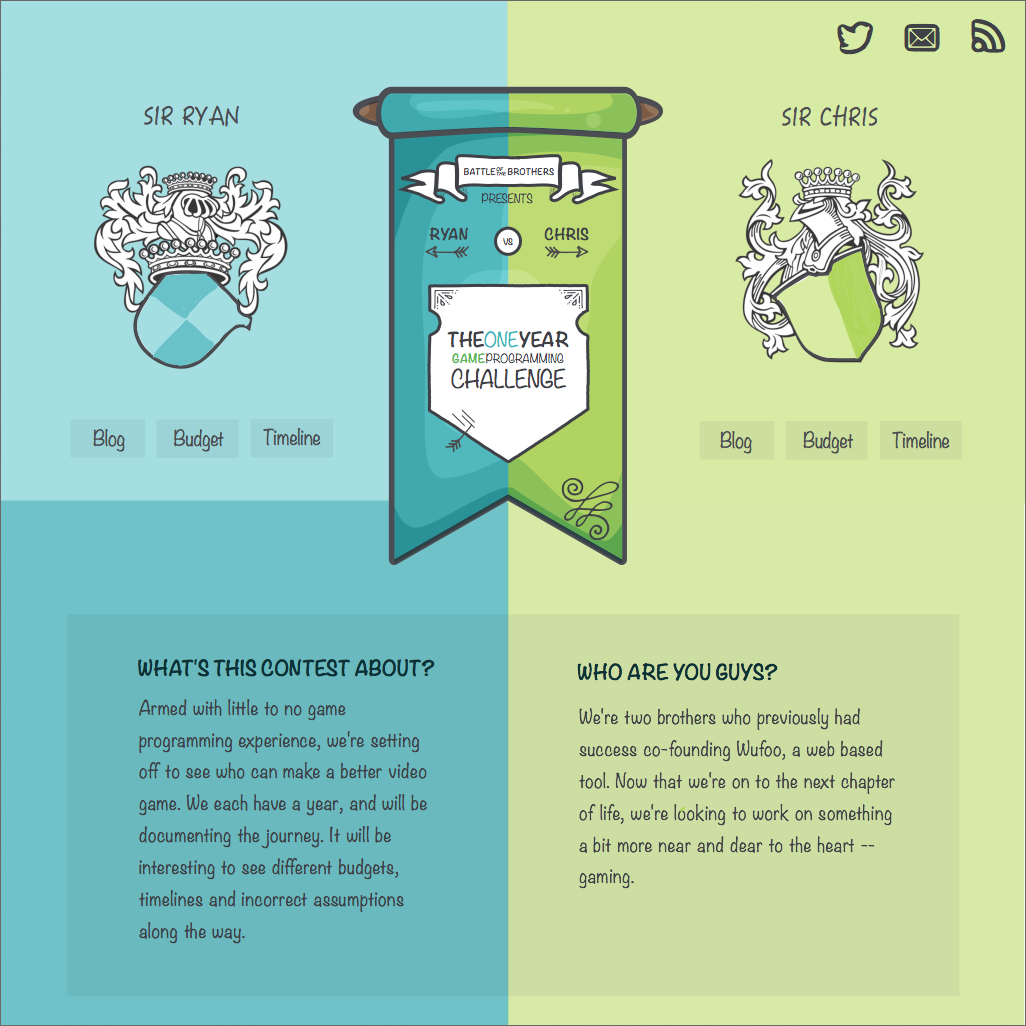 SIR RYAN
SIR CHRIS
BATTLE OF THE BROTHERS
PRESENTS
RYAN VS CHRIS
THEONEYEAR
GAMEPROGRAMMING
CHALLENGE
Blog Budget Timeline
Blog Budget Timeline
WHAT'S THIS CONTEST ABOUT?
Armed with little to no game
programming experience, we're setting
off to see who can make a better video
game. We each have a year, and will be
documenting the journey. It will be
interesting to see different budgets,
timelines and incorrect assumptions
along the way.
WHO ARE YOU GUYS?
We're two brothers who previously had
success co-founding Wufoo, a web based
tool. Now that we're on to the next chapter
of life, we're looking to work on something
a bit more near and dear to the heart --
gaming.